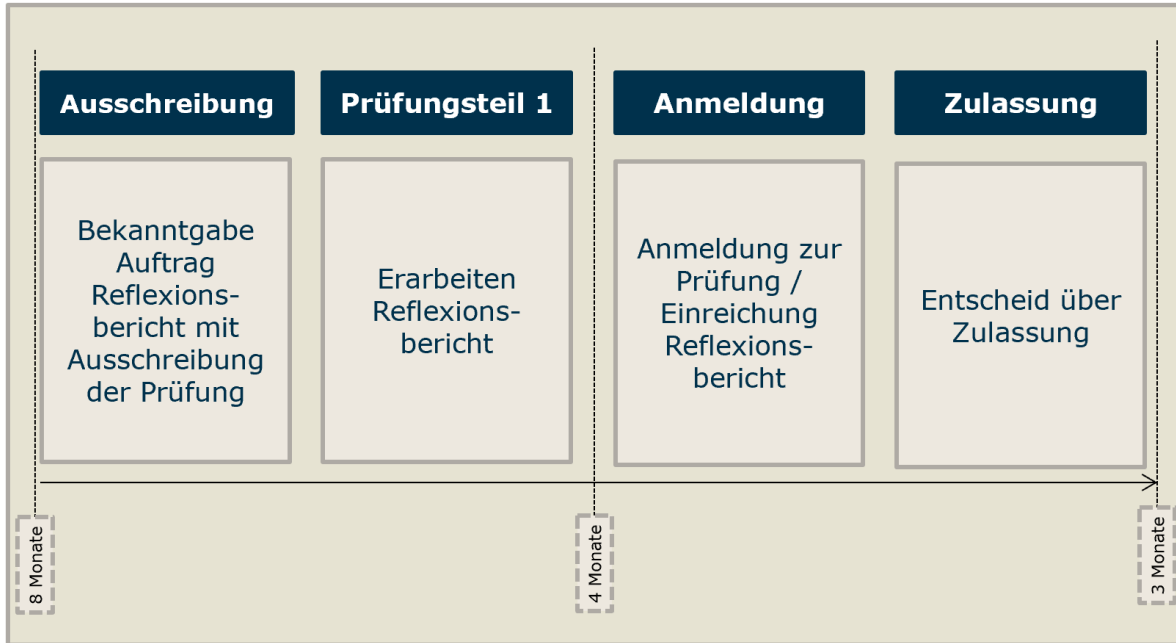 Ausschreibung
Prüfungsteil 1
Anmeldung
Zulassung
Bekanntgabe
Auftrag
Reflexions-
bericht mit
Ausschreibung
der Prüfung
Erarbeiten
Reflexions-
bericht
Anmeldung zur
Prüfung /
Einreichung
Reflexions-
bericht
Entscheid über
Zulassung
8 Monate
4 Monate
3 Monate